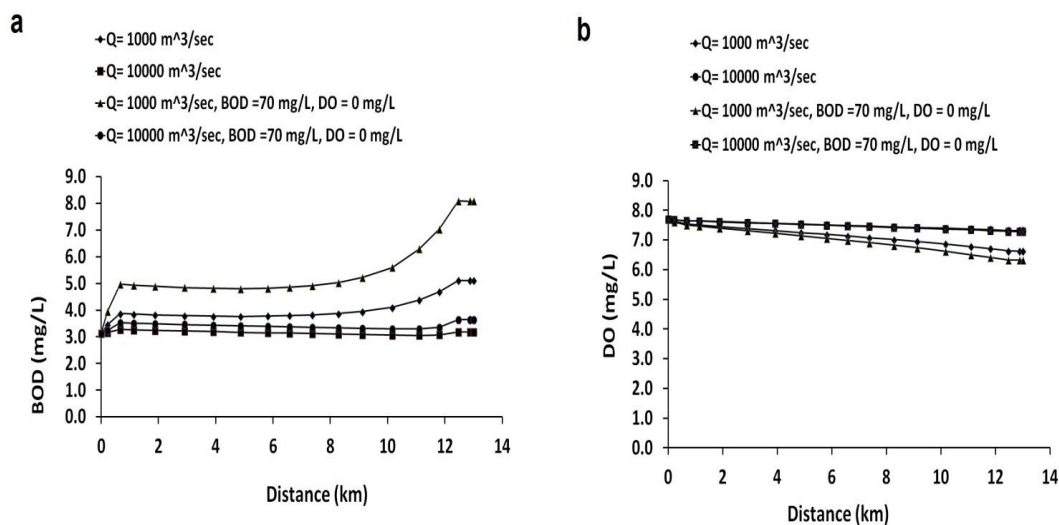 a
Q= 1000 m^3/sec
Q= 10000 m^3/sec
Q= 1000 m^3/sec, BOD =70 mg/L, DO = 0 mg/L
Q= 10000 m^3/sec, BOD =70 mg/L, DO = 0 mg/L
9.0
8.0
7.0
6.0
5.0
4.0
3.0
2.0
1.0
0.0
BOD (mg/L)
0 2 4 6 8 10 12 14
Distance (km)
b
Q= 1000 m^3/sec
Q= 10000 m^3/sec
Q= 1000 m^3/sec, BOD =70 mg/L, DO = 0 mg/L
Q= 10000 m^3/sec, BOD =70 mg/L, DO = 0 mg/L
9.0
8.0
7.0
6.0
5.0
4.0
3.0
2.0
1.0
0.0
DO (mg/L)
0 2 4 6 8 10 12 14
Distance (km)